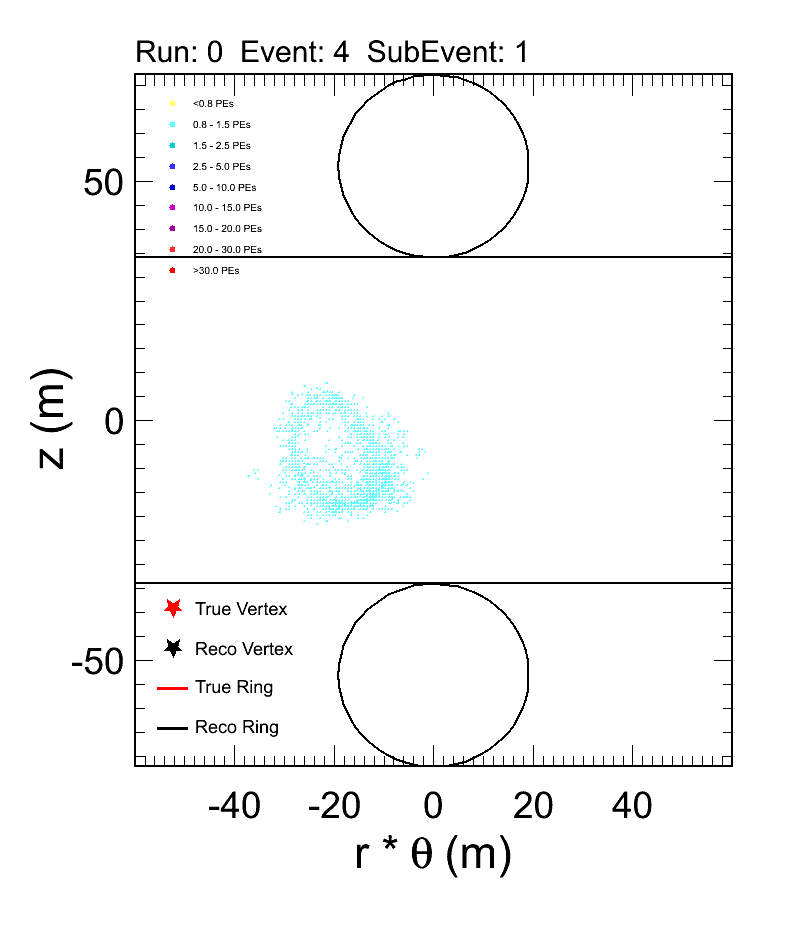 Run: 0  Event: 4  SubEvent: 1
<0.8 PEs
0.8 - 1.5 PEs
1.5 - 2.5 PEs
2.5 - 5.0 PEs
5.0 - 10.0 PEs
10.0 - 15.0 PEs
15.0 - 20.0 PEs
20.0 - 30.0 PEs
>30.0 PEs
50
0
-50
z (m)
True Vertex
Reco Vertex
True Ring
Reco Ring
-40 -20 0 20 40
r * θ (m)